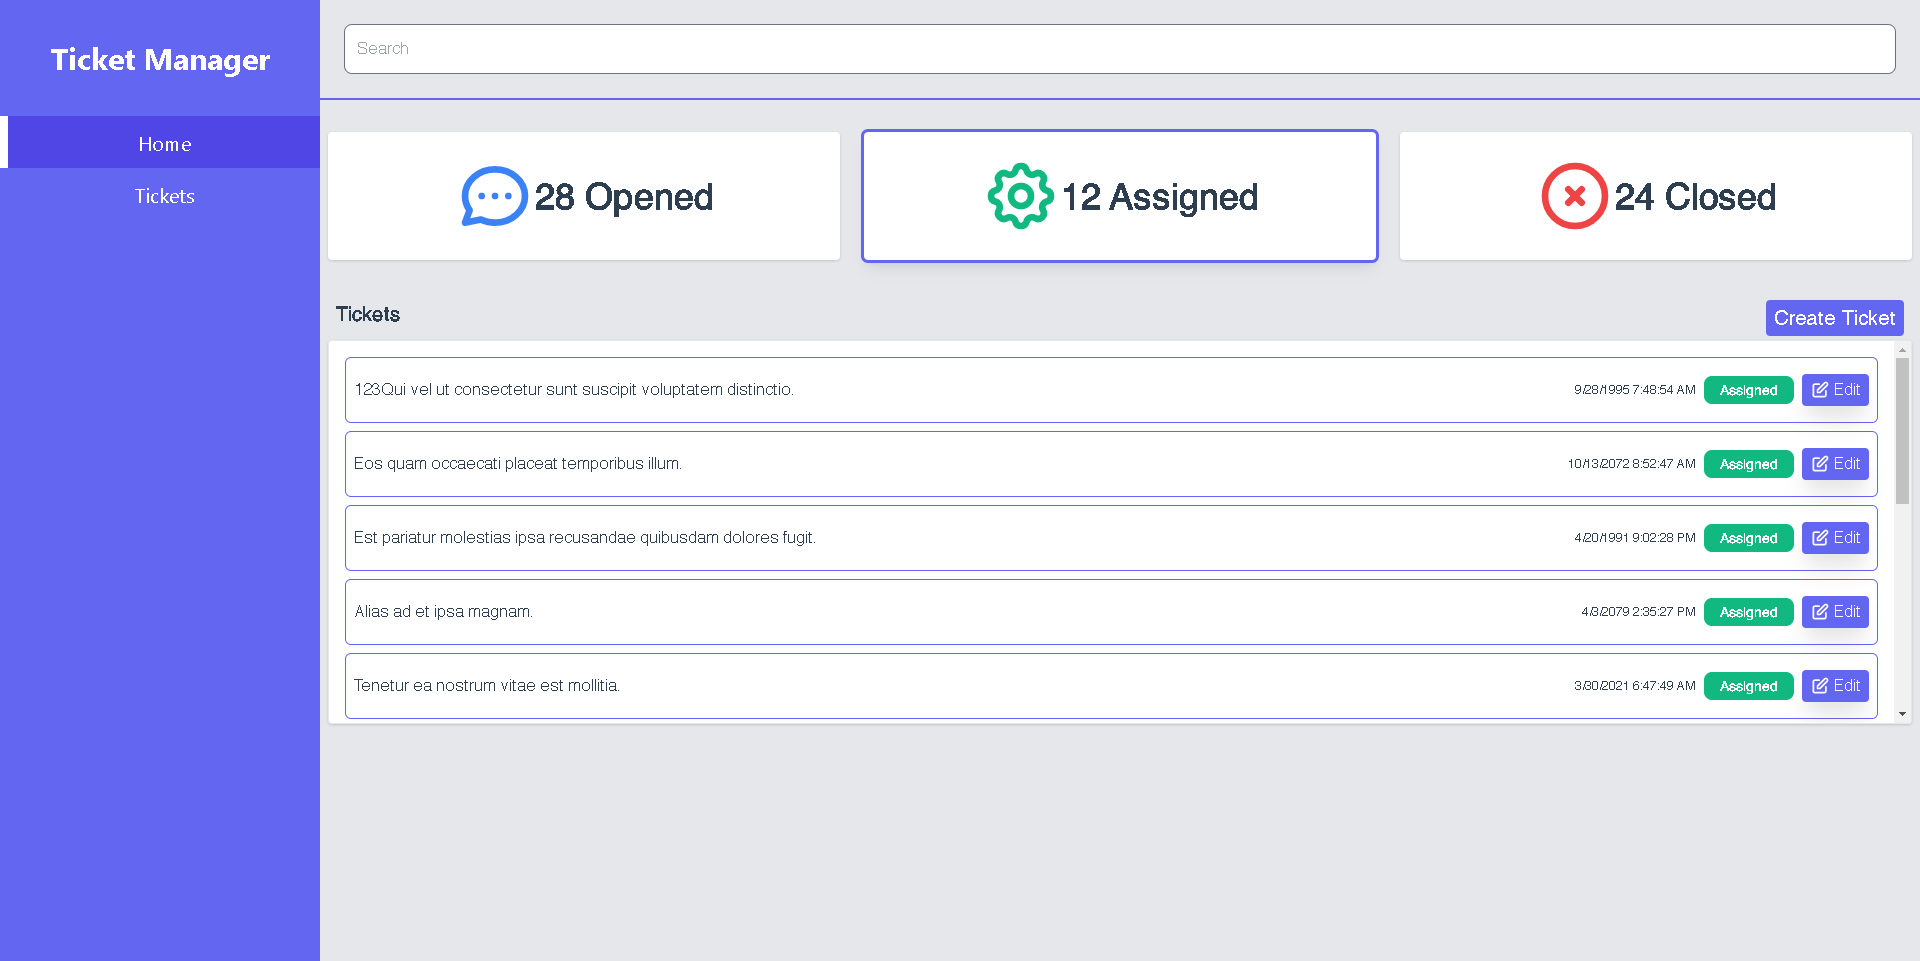 Ticket Manager
Home
Tickets
Search
28 Opened
12 Assigned
24 Closed
Tickets
Create Ticket
123Qui vel ut consectetur sunt suscipit voluptatem distinctio. 9/28/1995 7:48:54 AM Assigned Edit
Eos quam occaecati placeat temporibus illum. 10/13/2072 8:52:47 AM Assigned Edit
Est pariatur molestias ipsa recusandae quibusdam dolores fugit. 4/20/1991 9:02:28 PM Assigned Edit
Alias ad et ipsa magnam. 4/3/2079 2:35:27 PM Assigned Edit
Tenetur ea nostrum vitae est mollitia. 3/30/2021 6:47:49 AM Assigned Edit